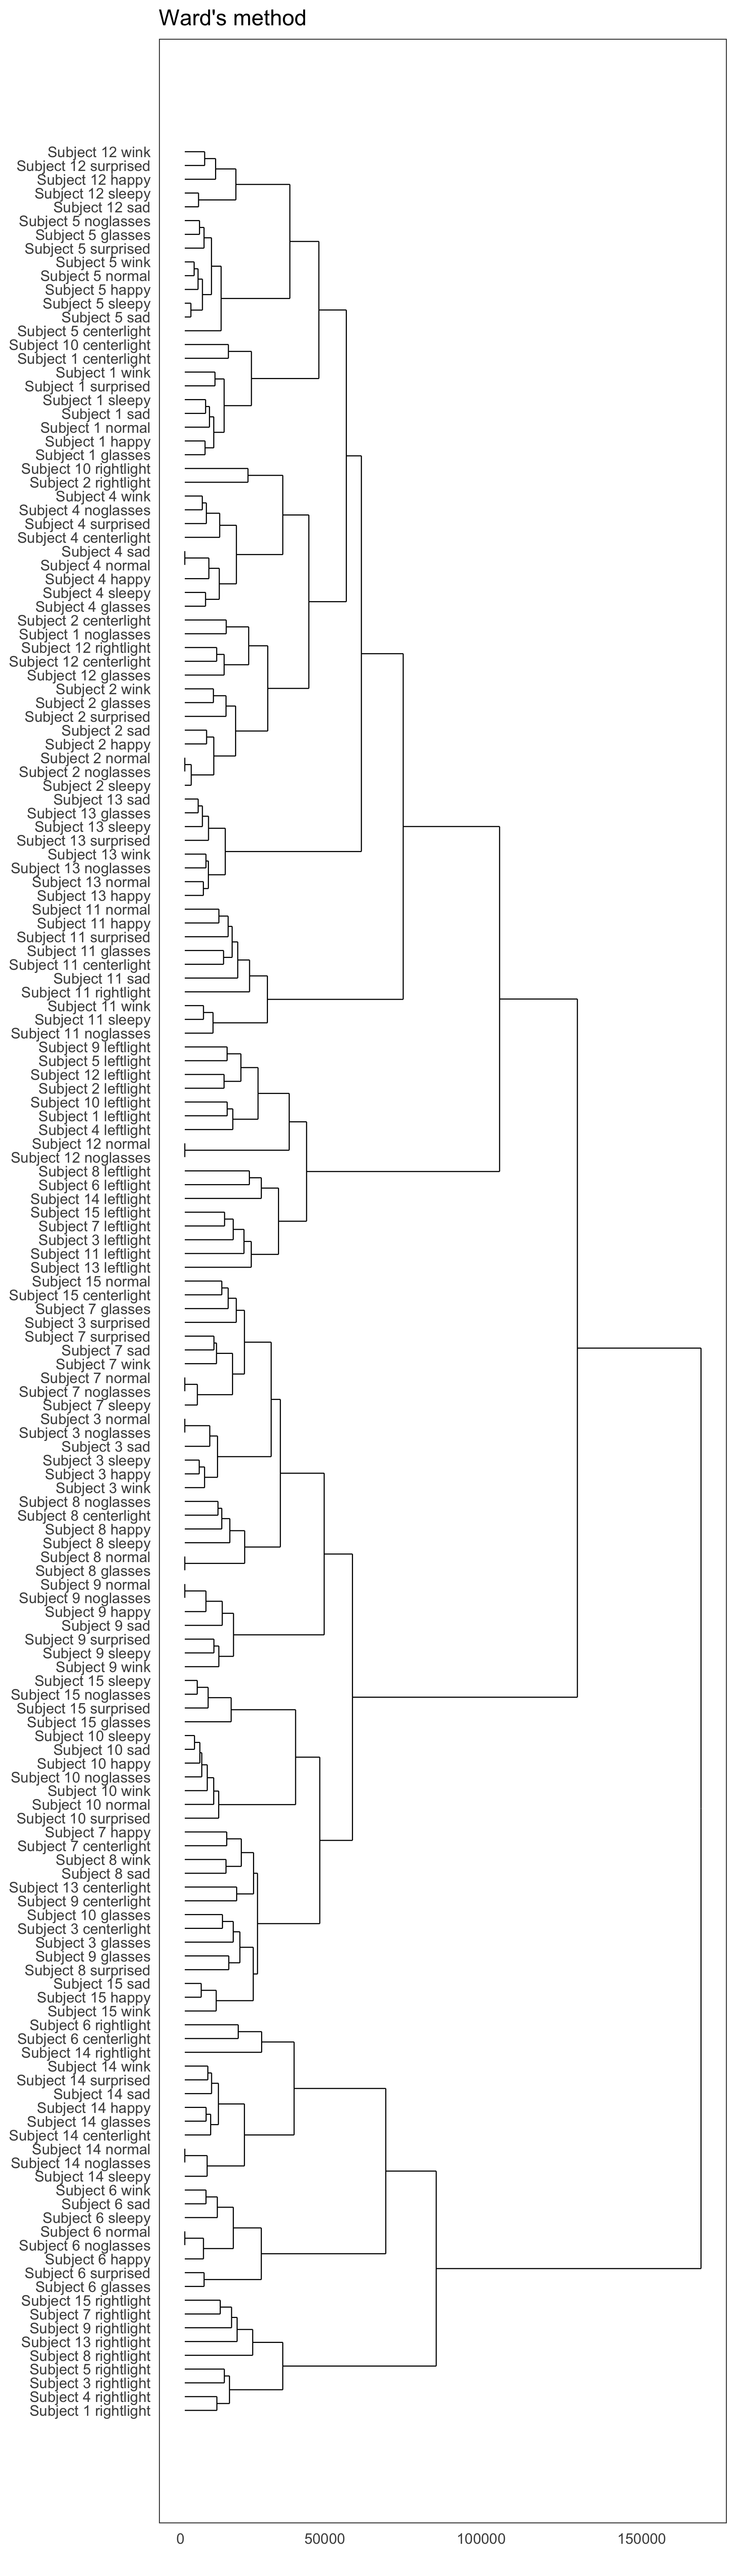 Ward's method
Subject 12 wink
Subject 12 surprised
Subject 12 happy
Subject 12 sleepy
Subject 12 sad
Subject 5 noglasses
Subject 5 glasses
Subject 5 surprised
Subject 5 wink
Subject 5 normal
Subject 5 happy
Subject 5 sleepy
Subject 5 sad
Subject 5 centerlight
Subject 10 centerlight
Subject 1 centerlight
Subject 1 wink
Subject 1 surprised
Subject 1 sleepy
Subject 1 sad
Subject 1 normal
Subject 1 happy
Subject 1 glasses
Subject 10 rightlight
Subject 2 rightlight
Subject 4 wink
Subject 4 noglasses
Subject 4 surprised
Subject 4 centerlight
Subject 4 sad
Subject 4 normal
Subject 4 happy
Subject 4 sleepy
Subject 4 glasses
Subject 2 centerlight
Subject 1 noglasses
Subject 12 rightlight
Subject 12 centerlight
Subject 12 glasses
Subject 2 wink
Subject 2 glasses
Subject 2 surprised
Subject 2 sad
Subject 2 happy
Subject 2 normal
Subject 2 noglasses
Subject 2 sleepy
Subject 13 sad
Subject 13 glasses
Subject 13 sleepy
Subject 13 surprised
Subject 13 wink
Subject 13 noglasses
Subject 13 normal
Subject 13 happy
Subject 11 normal
Subject 11 happy
Subject 11 surprised
Subject 11 glasses
Subject 11 centerlight
Subject 11 sad
Subject 11 rightlight
Subject 11 wink
Subject 11 sleepy
Subject 11 noglasses
Subject 9 leftlight
Subject 5 leftlight
Subject 12 leftlight
Subject 2 leftlight
Subject 10 leftlight
Subject 1 leftlight
Subject 4 leftlight
Subject 12 normal
Subject 12 noglasses
Subject 8 leftlight
Subject 6 leftlight
Subject 14 leftlight
Subject 15 leftlight
Subject 7 leftlight
Subject 3 leftlight
Subject 11 leftlight
Subject 13 leftlight
Subject 15 normal
Subject 15 centerlight
Subject 7 glasses
Subject 3 surprised
Subject 7 surprised
Subject 7 sad
Subject 7 wink
Subject 7 normal
Subject 7 noglasses
Subject 7 sleepy
Subject 3 normal
Subject 3 noglasses
Subject 3 sad
Subject 3 sleepy
Subject 3 happy
Subject 3 wink
Subject 8 noglasses
Subject 8 centerlight
Subject 8 happy
Subject 8 sleepy
Subject 8 normal
Subject 8 glasses
Subject 9 normal
Subject 9 noglasses
Subject 9 happy
Subject 9 sad
Subject 9 surprised
Subject 9 sleepy
Subject 9 wink
Subject 15 sleepy
Subject 15 noglasses
Subject 15 surprised
Subject 15 glasses
Subject 10 sleepy
Subject 10 sad
Subject 10 happy
Subject 10 noglasses
Subject 10 wink
Subject 10 normal
Subject 10 surprised
Subject 7 happy
Subject 7 centerlight
Subject 8 wink
Subject 8 sad
Subject 13 centerlight
Subject 9 centerlight
Subject 10 glasses
Subject 3 centerlight
Subject 3 glasses
Subject 9 glasses
Subject 8 surprised
Subject 15 sad
Subject 15 happy
Subject 15 wink
Subject 6 rightlight
Subject 6 centerlight
Subject 14 rightlight
Subject 14 wink
Subject 14 surprised
Subject 14 sad
Subject 14 happy
Subject 14 glasses
Subject 14 centerlight
Subject 14 normal
Subject 14 noglasses
Subject 14 sleepy
Subject 6 wink
Subject 6 sad
Subject 6 sleepy
Subject 6 normal
Subject 6 noglasses
Subject 6 happy
Subject 6 surprised
Subject 6 glasses
Subject 15 rightlight
Subject 7 rightlight
Subject 9 rightlight
Subject 13 rightlight
Subject 8 rightlight
Subject 5 rightlight
Subject 3 rightlight
Subject 4 rightlight
Subject 1 rightlight
0 50000 100000 150000